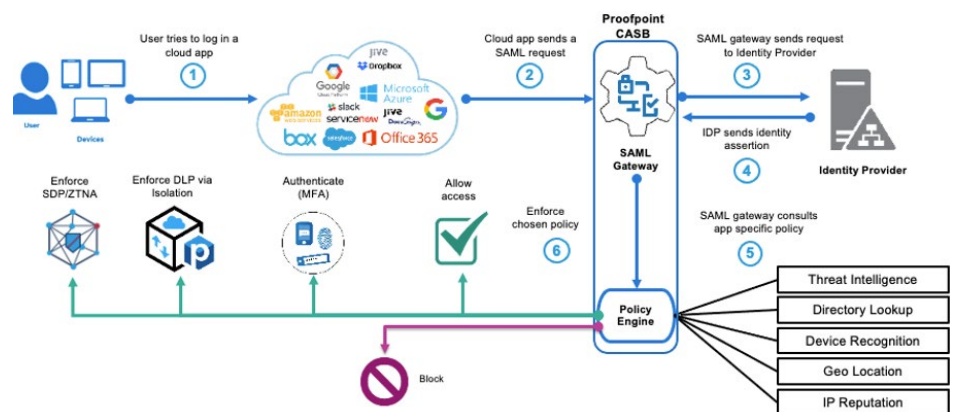 Proofpoint
CASB
User tries to log in a
cloud app
1
Cloud app sends a
SAML request
2
SAML gateway sends request
to Identity Provider
3
User
Devices
jive
Dropbox
Google
Microsoft
Azure
amazon
web services
slack
servicenow
jive
DocuSign
G
box
salesforce
Office 365
SAML
Gateway
IDP sends identity
assertion
4
Identity Provider
Enforce
SDP/ZTNA
Enforce DLP via
Isolation
p
Authenticate
(MFA)
Allow
access
Enforce
chosen policy
6
SAML gateway consults
app specific policy
5
Policy
Engine
Threat Intelligence
Directory Lookup
Device Recognition
Geo Location
IP Reputation
Block